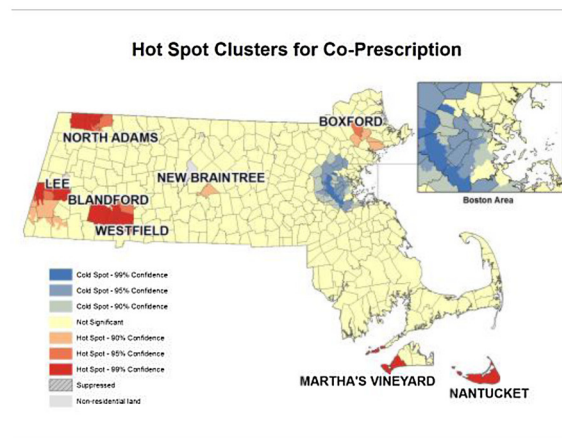 Hot Spot Clusters for Co-Prescription
BOXFORD
NORTH ADAMS
NEW BRAINTREE
LEE
BLANDFORD
WESTFIELD
Boston Area
Cold Spot - 99% Confidence
Cold Spot - 95% Confidence
Cold Spot - 90% Confidence
Not Significant
Hot Spot - 90% Confidence
Hot Spot - 95% Confidence
Hot Spot - 99% Confidence
Suppressed
Non-residential land
MARTHA'S VINEYARD
NANTUCKET